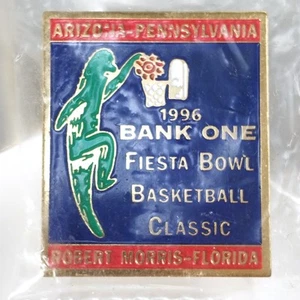 ARIZONA-PENNSYLVANIA
1996
BANK ONE
FIESTA BOWL
BASKETBALL
CLASSIC
ROBERT MORRIS-FLORIDA